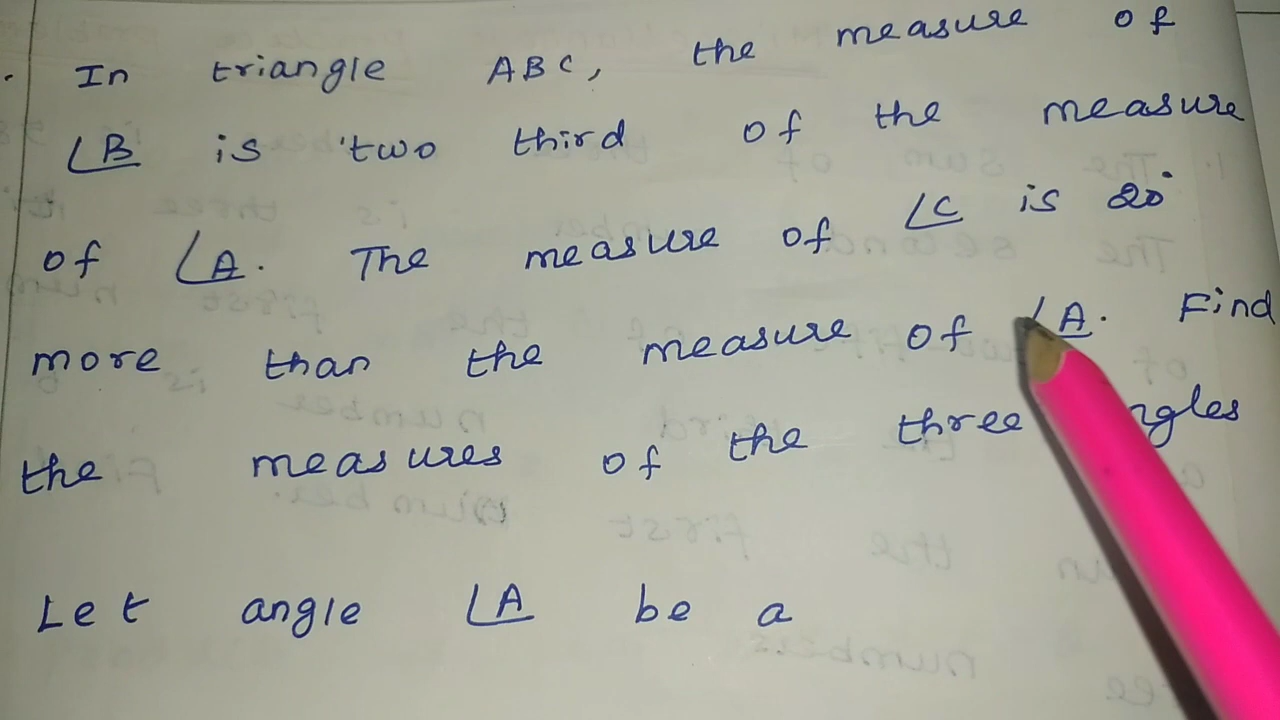 . In triangle ABC, the measure of
∠B is two third of the measure
of ∠A. The measure of ∠C is 20°
more than the measure of ∠A. Find
the measures of the three ngles
Let angle ∠A be a